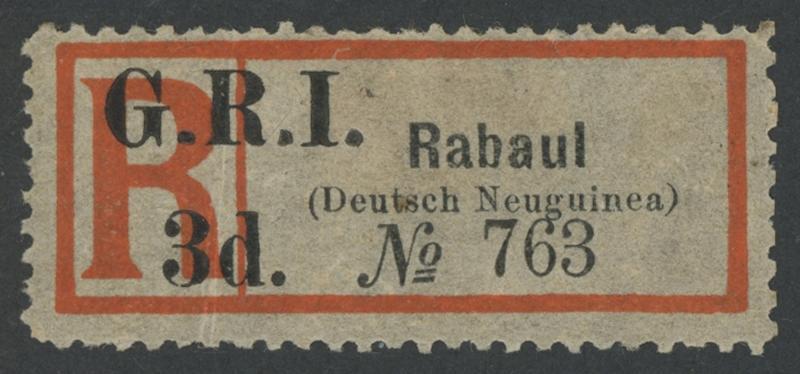 G.R.I.
R
3d.
Rabaul
(Deutsch Neuguinea)
№ 763